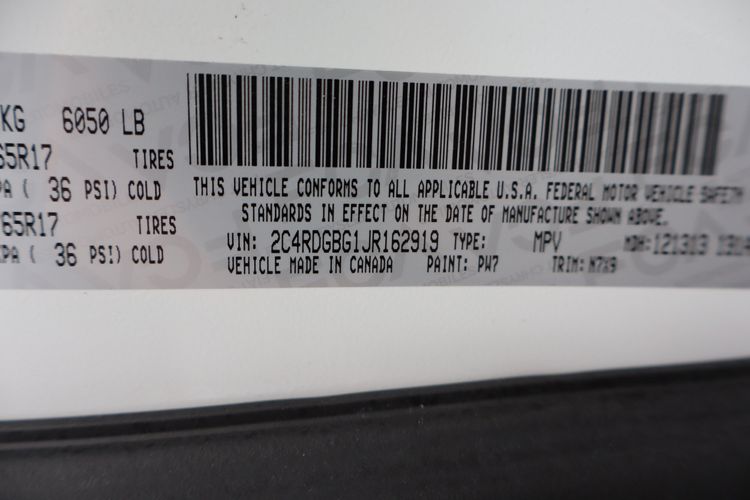 KG 6050 LB
65R17 TIRES
PA ( 36 PSI) COLD
65R17 TIRES
PA ( 36 PSI) COLD
THIS VEHICLE CONFORMS TO ALL APPLICABLE U.S.A. FEDERAL MOTOR VEHICLE SAFETY
STANDARDS IN EFFECT ON THE DATE OF MANUFACTURE SHOWN ABOVE.
VIN: 2C4RDGBG1JR162919 TYPE: MPV MDH: 121313
VEHICLE MADE IN CANADA PAINT: PW7 TRIM: N7X9